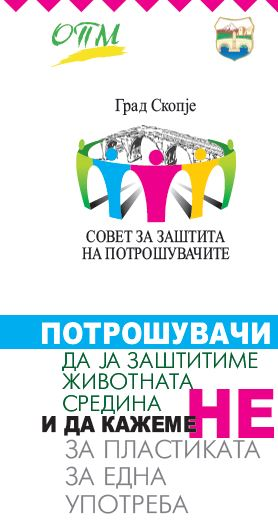 ОПМ
Град Скопје
СОВЕТ ЗА ЗАШТИТА
НА ПОТРОШУВАЧИТЕ
ПОТРОШУВАЧИ
ДА ЈА ЗАШТИТИМЕ
ЖИВОТНАТА
СРЕДИНА
И ДА КАЖЕМЕ НЕ
ЗА ПЛАСТИКАТА
ЗА ЕДНА
УПОТРЕБА